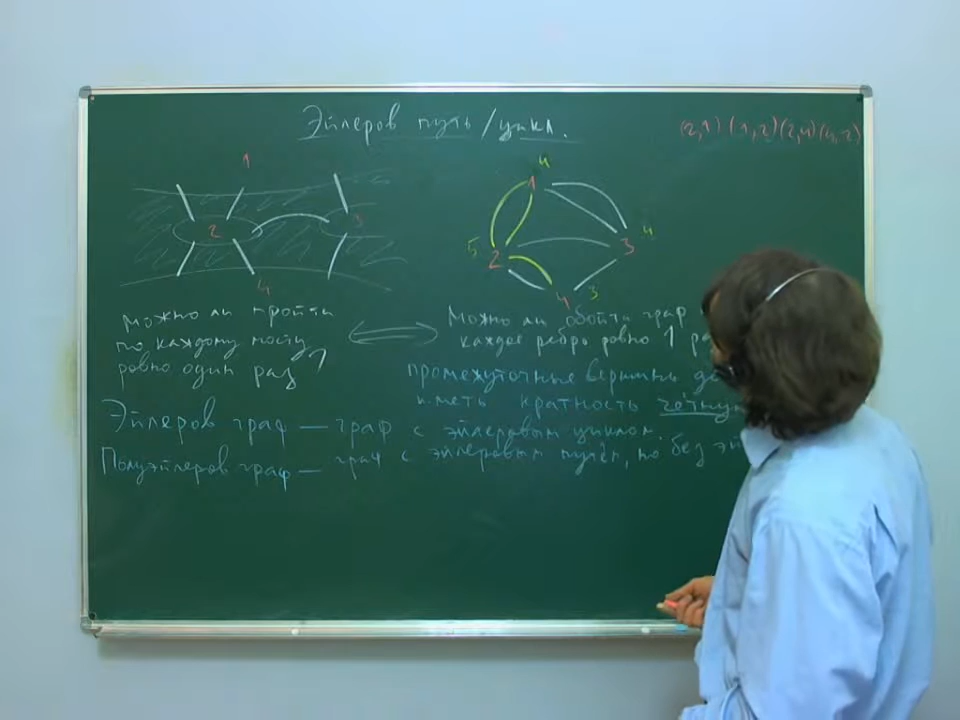 Эйлеров путь / цикл.
(2,1) (1,2)(2,4)(4,2)
1
2
3
4
4
1
4
3
5
2
4
3
можно ли пройти
по каждому мосту
ровно один раз?
Можно ли обойти граф
каждое ребро ровно 1
промежуточные вершины
иметь кратность чётную
Эйлеров граф — граф с эйлеровым циклом.
Полуэйлеров граф — граф с эйлеровым путём, но без